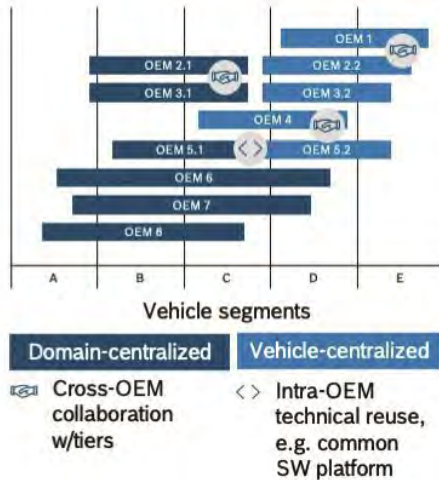 OEM 1
OEM 2.1 OEM 2.2
OEM 3.1 OEM 3.2
OEM 4
OEM 5.1 < > OEM 5.2
OEM 6
OEM 7
OEM 8
A B C D E
Vehicle segments
Domain-centralized Vehicle-centralized
Cross-OEM
collaboration
w/tiers
< > Intra-OEM
technical reuse,
e.g. common
SW platform